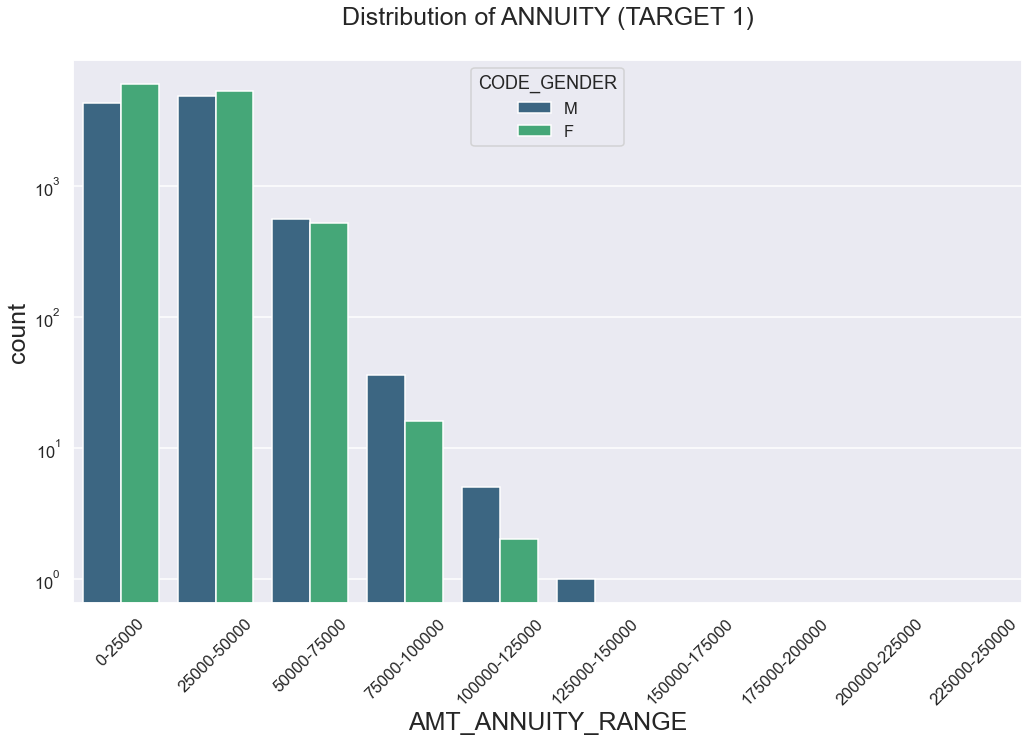 Distribution of ANNUITY (TARGET 1)
CODE_GENDER
M
F
count
10³
10²
10¹
10⁰
0-25000
25000-50000
50000-75000
75000-100000
100000-125000
125000-150000
150000-175000
175000-200000
200000-225000
225000-250000
AMT_ANNUITY_RANGE